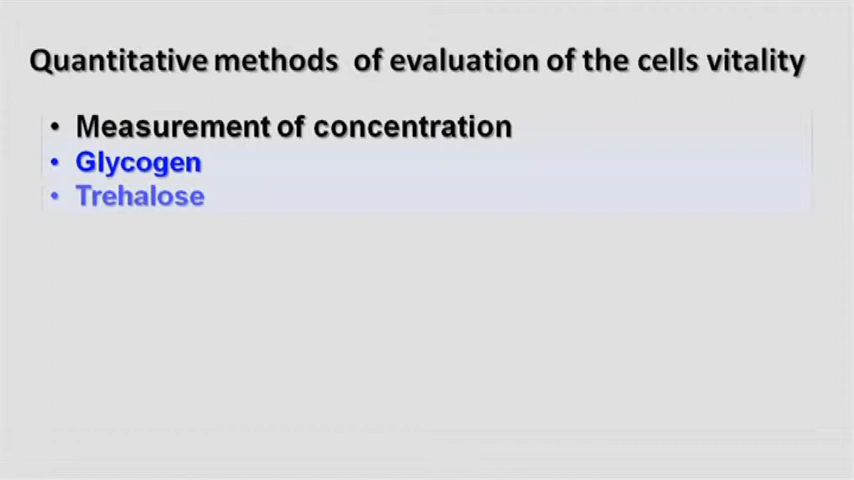 Quantitative methods of evaluation of the cells vitality
• Measurement of concentration
• Glycogen
• Trehalose